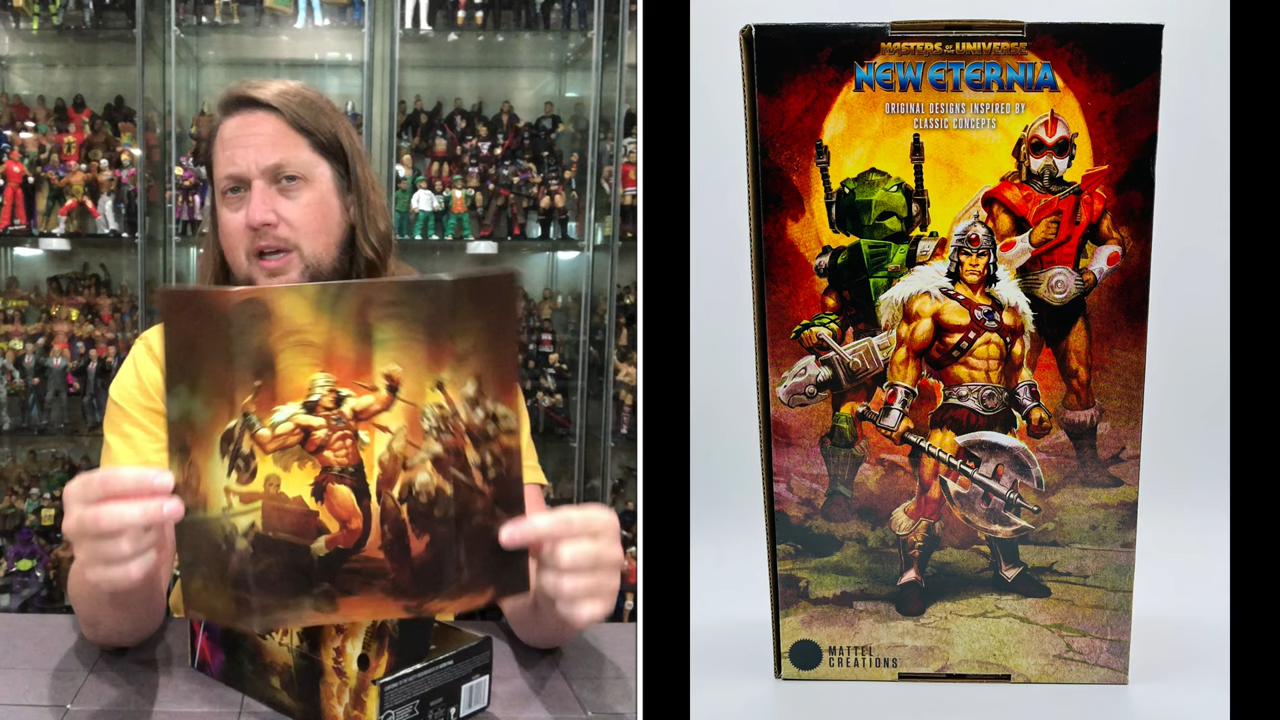 MASTERS OF THE UNIVERSE
NEW ETERNIA
ORIGINAL DESIGNS INSPIRED BY
CLASSIC CONCEPTS
MATTEL
CREATIONS